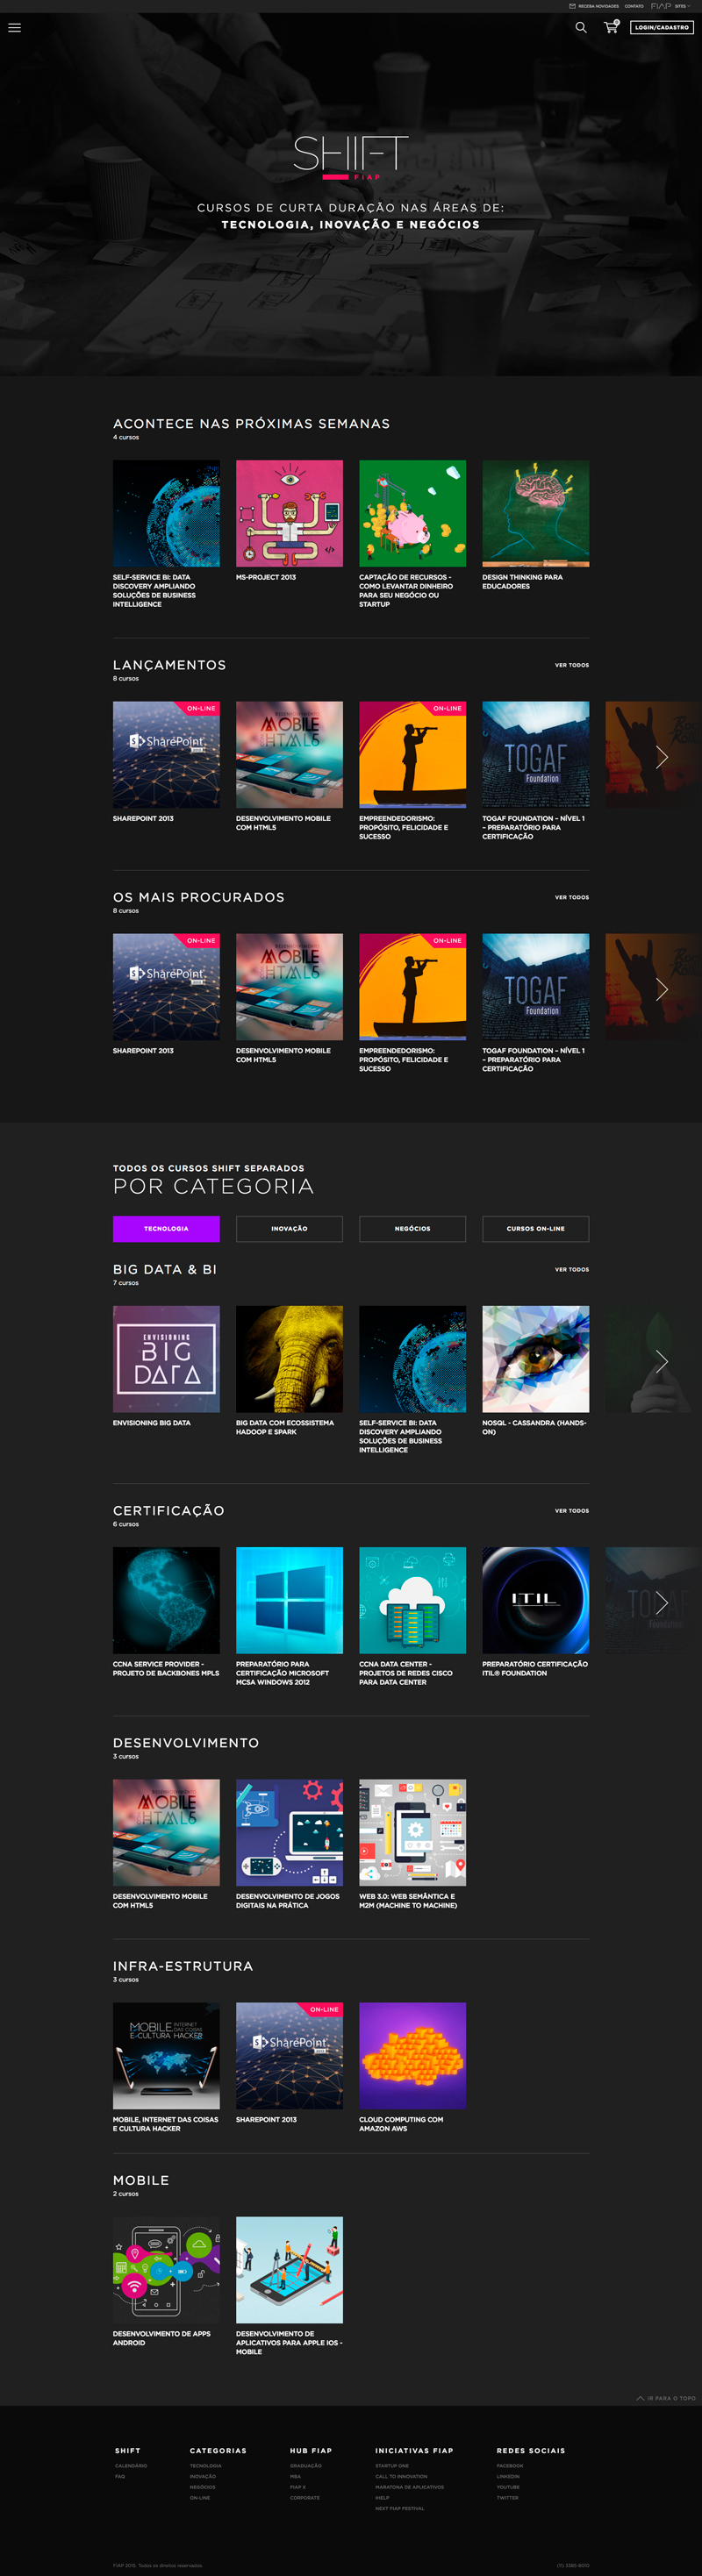 RECEBA NOVIDADES CONTATO FIAP SITES
0
LOGIN/CADASTRO
SHIFT
FIAP
CURSOS DE CURTA DURAÇÃO NAS ÁREAS DE:
TECNOLOGIA, INOVAÇÃO E NEGÓCIOS
ACONTECE NAS PRÓXIMAS SEMANAS
4 cursos
SELF-SERVICE BI: DATA
DISCOVERY AMPLIANDO
SOLUÇÕES DE BUSINESS
INTELLIGENCE
MS-PROJECT 2013
CAPTAÇÃO DE RECURSOS -
COMO LEVANTAR DINHEIRO
PARA SEU NEGÓCIO OU
STARTUP
DESIGN THINKING PARA
EDUCADORES
LANÇAMENTOS
VER TODOS
8 cursos
ON-LINE
SharePoint
SHAREPOINT 2013
MOBILE
HTML5
DESENVOLVIMENTO MOBILE
COM HTML5
ON-LINE
EMPREENDEDORISMO:
PROPÓSITO, FELICIDADE E
SUCESSO
TOGAF
Foundation
TOGAF FOUNDATION – NÍVEL 1
– PREPARATÓRIO PARA
CERTIFICAÇÃO
OS MAIS PROCURADOS
VER TODOS
8 cursos
ON-LINE
SharePoint
SHAREPOINT 2013
MOBILE
HTML5
DESENVOLVIMENTO MOBILE
COM HTML5
ON-LINE
EMPREENDEDORISMO:
PROPÓSITO, FELICIDADE E
SUCESSO
TOGAF
Foundation
TOGAF FOUNDATION – NÍVEL 1
– PREPARATÓRIO PARA
CERTIFICAÇÃO
TODOS OS CURSOS SHIFT SEPARADOS
POR CATEGORIA
TECNOLOGIA
INOVAÇÃO
NEGÓCIOS
CURSOS ON-LINE
BIG DATA & BI
VER TODOS
7 cursos
ENVISIONING
BIG
DATA
ENVISIONING BIG DATA
BIG DATA COM ECOSSISTEMA
HADOOP E SPARK
SELF-SERVICE BI: DATA
DISCOVERY AMPLIANDO
SOLUÇÕES DE BUSINESS
INTELLIGENCE
NOSQL - CASSANDRA (HANDS-
ON)
CERTIFICAÇÃO
VER TODOS
6 cursos
CCNA SERVICE PROVIDER -
PROJETO DE BACKBONES MPLS
PREPARATÓRIO PARA
CERTIFICAÇÃO MICROSOFT
MCSA WINDOWS 2012
CCNA DATA CENTER -
PROJETOS DE REDES CISCO
PARA DATA CENTER
ITIL
PREPARATÓRIO CERTIFICAÇÃO
ITIL® FOUNDATION
TOGAF
Foundation
DESENVOLVIMENTO
3 cursos
MOBILE
HTML5
DESENVOLVIMENTO MOBILE
COM HTML5
DESENVOLVIMENTO DE JOGOS
DIGITAIS NA PRÁTICA
WEB 3.0: WEB SEMÂNTICA E
M2M (MACHINE TO MACHINE)
INFRA-ESTRUTURA
3 cursos
MOBILE, INTERNET
DAS COISAS
E CULTURA HACKER
MOBILE, INTERNET DAS COISAS
E CULTURA HACKER
ON-LINE
SharePoint
SHAREPOINT 2013
CLOUD COMPUTING COM
AMAZON AWS
MOBILE
2 cursos
DESENVOLVIMENTO DE APPS
ANDROID
DESENVOLVIMENTO DE
APLICATIVOS PARA APPLE IOS -
MOBILE
IR PARA O TOPO
SHIFT
CALENDÁRIO
FAQ
CATEGORIAS
TECNOLOGIA
INOVAÇÃO
NEGÓCIOS
ON-LINE
HUB FIAP
GRADUAÇÃO
MBA
FIAP X
CORPORATE
INICIATIVAS FIAP
STARTUP ONE
CALL TO INNOVATION
MARATONA DE APLICATIVOS
IHELP
NEXT FIAP FESTIVAL
REDES SOCIAIS
FACEBOOK
LINKEDIN
YOUTUBE
TWITTER
FIAP 2016. Todos os direitos reservados.
(11) 3385-8010